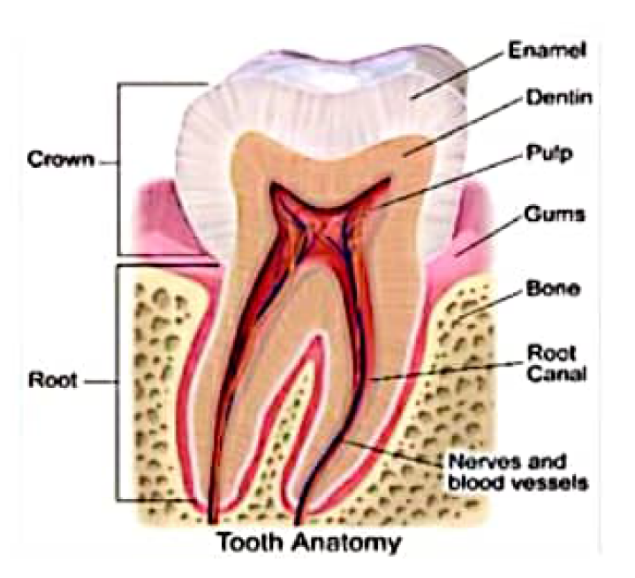 Enamel
Dentin
Pulp
Crown
Gums
Bone
Root
Canal
Root
Nerves and
blood vessels
Tooth Anatomy